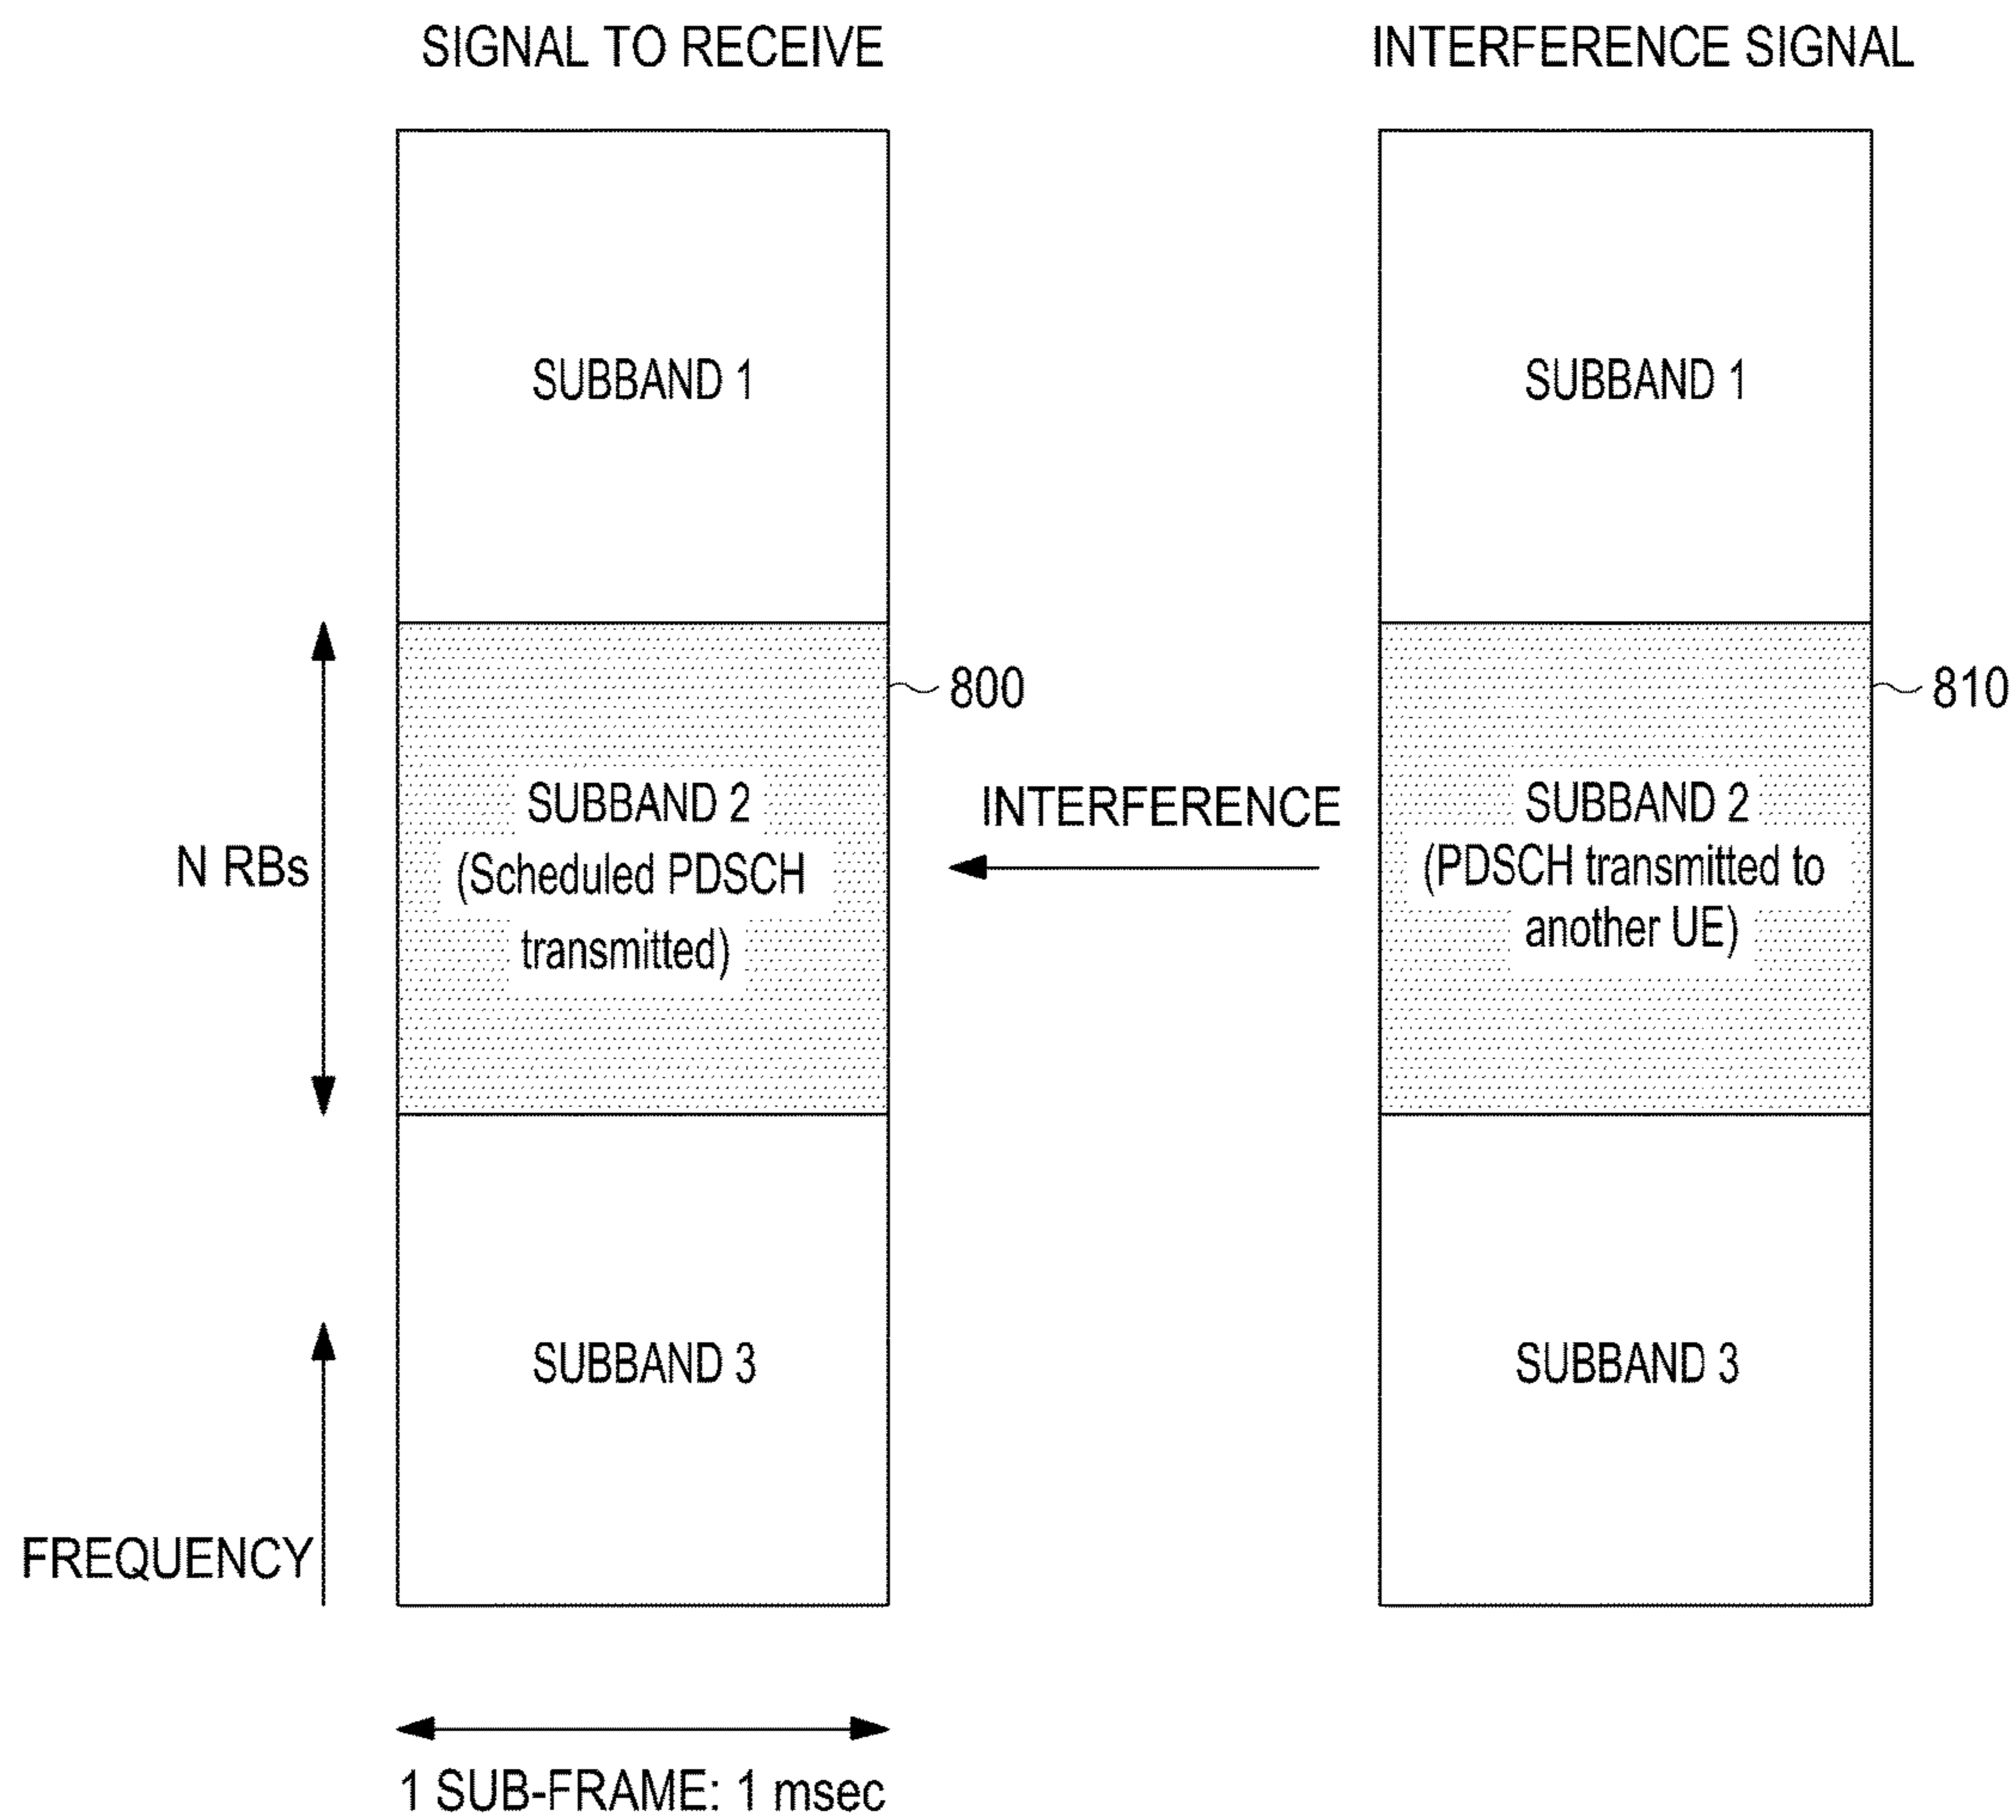 SIGNAL TO RECEIVE
INTERFERENCE SIGNAL
SUBBAND 1
SUBBAND 1
800
810
N RBs
SUBBAND 2
(Scheduled PDSCH
transmitted)
INTERFERENCE
SUBBAND 2
(PDSCH transmitted to
another UE)
SUBBAND 3
SUBBAND 3
FREQUENCY
1 SUB-FRAME: 1 msec